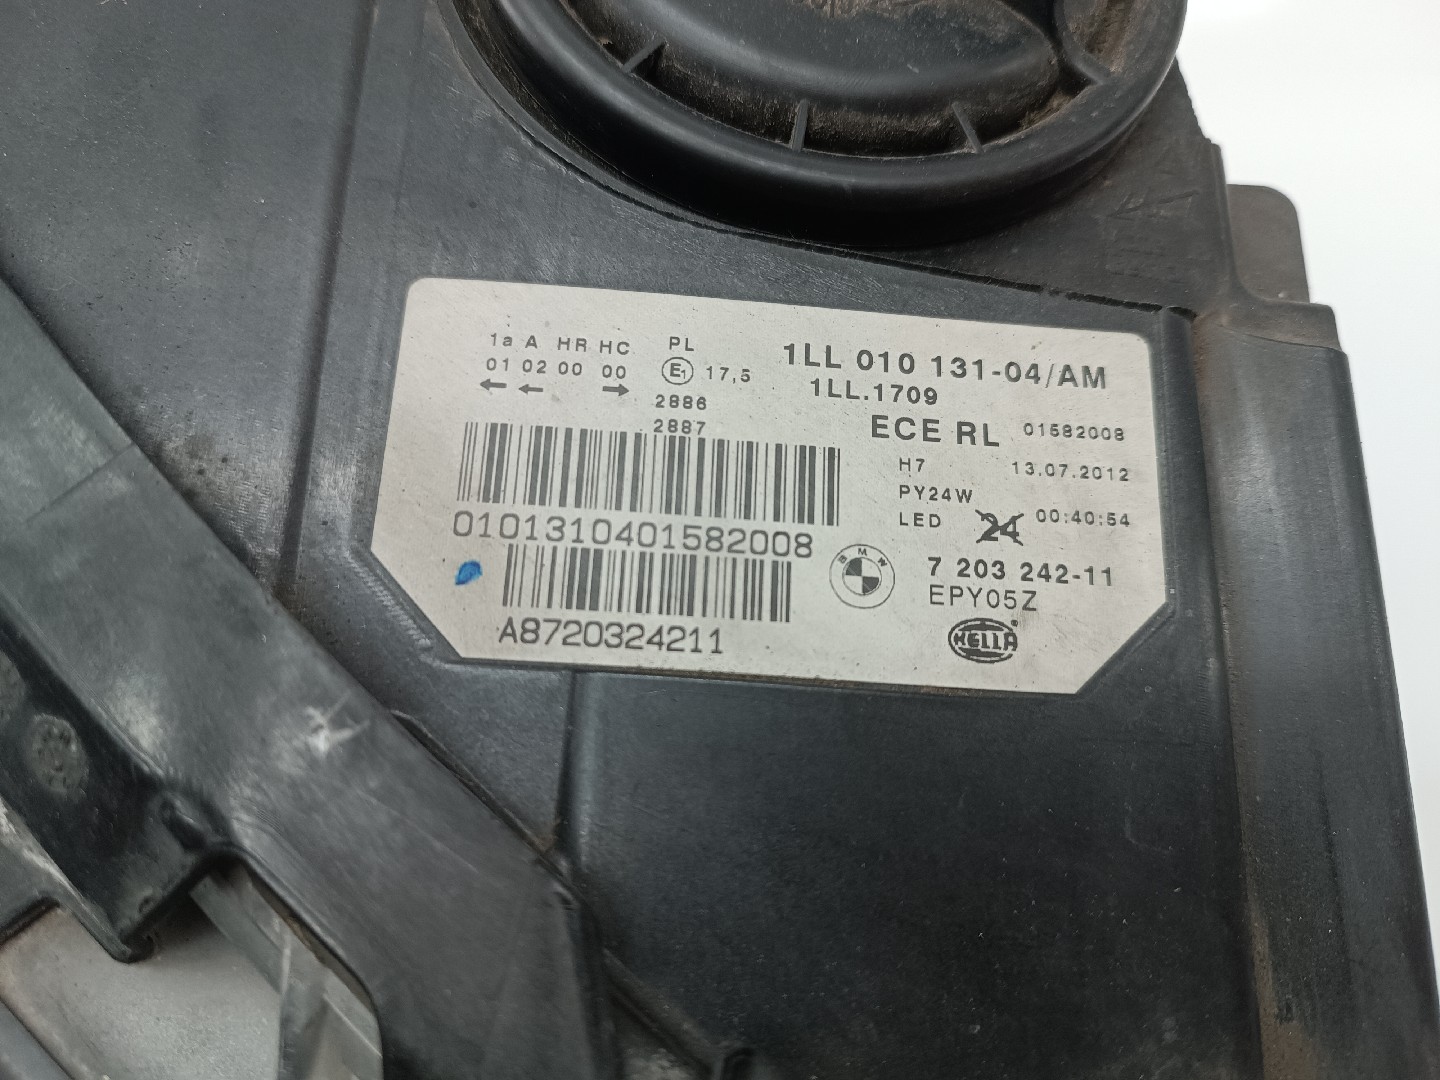 1a A HR HC PL
01 02 00 00 E1 17,5
2886
2887
1LL 010 131-04/AM
1LL.1709
ECE RL 01582008
H7 13.07.2012
PY24W
LED 24 00:40:54
0101310401582008
BMW
7 203 242-11
EPY05Z
A8720324211
HELLA